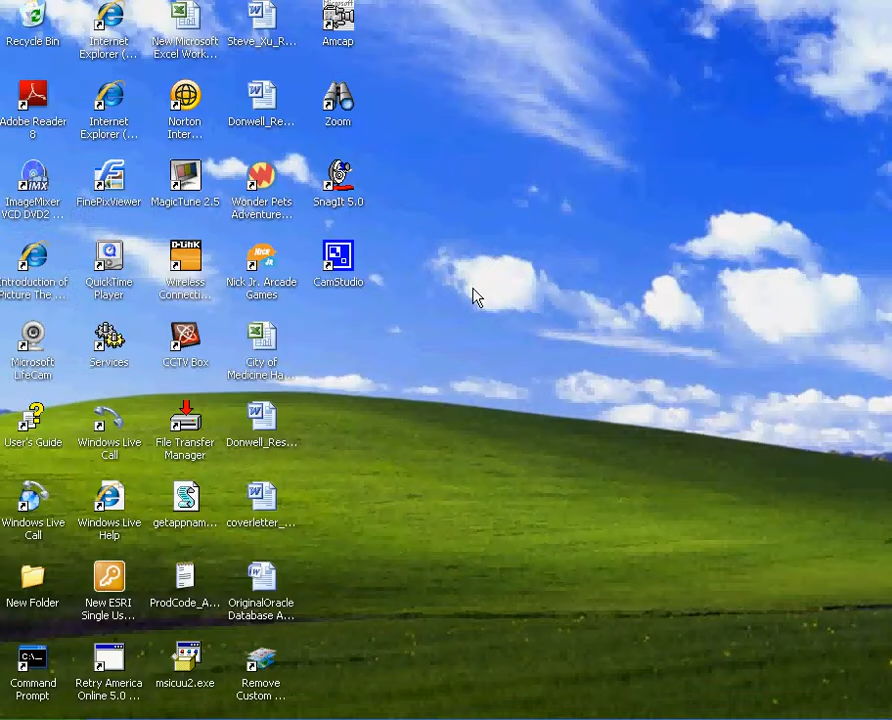 Recycle Bin
Internet
Explorer (...
New Microsoft
Excel Work...
Steve_Xu_R...
Microsoft
Amcap
Adobe Reader
8
Internet
Explorer (...
Norton
Inter...
Donwell_Re...
Zoom
IMX
ImageMixer
VCD DVD2 ...
FinePixViewer
MagicTune 2.5
Wonder Pets
Adventure...
SnagIt 5.0
Introduction of
Picture The ...
QuickTime
Player
D-Link
Wireless
Connecti...
Nick Jr. Arcade
Games
CamStudio
Microsoft
LifeCam
Services
CCTV Box
City of
Medicine Ha...
User's Guide
Windows Live
Call
File Transfer
Manager
Donwell_Res...
Windows Live
Call
Windows Live
Help
getappnam...
coverletter_...
New Folder
New ESRI
Single Us...
ProdCode_A...
OriginalOracle
Database A...
C:\_
Command
Prompt
Retry America
Online 5.0 ...
msicuu2.exe
Remove
Custom ...